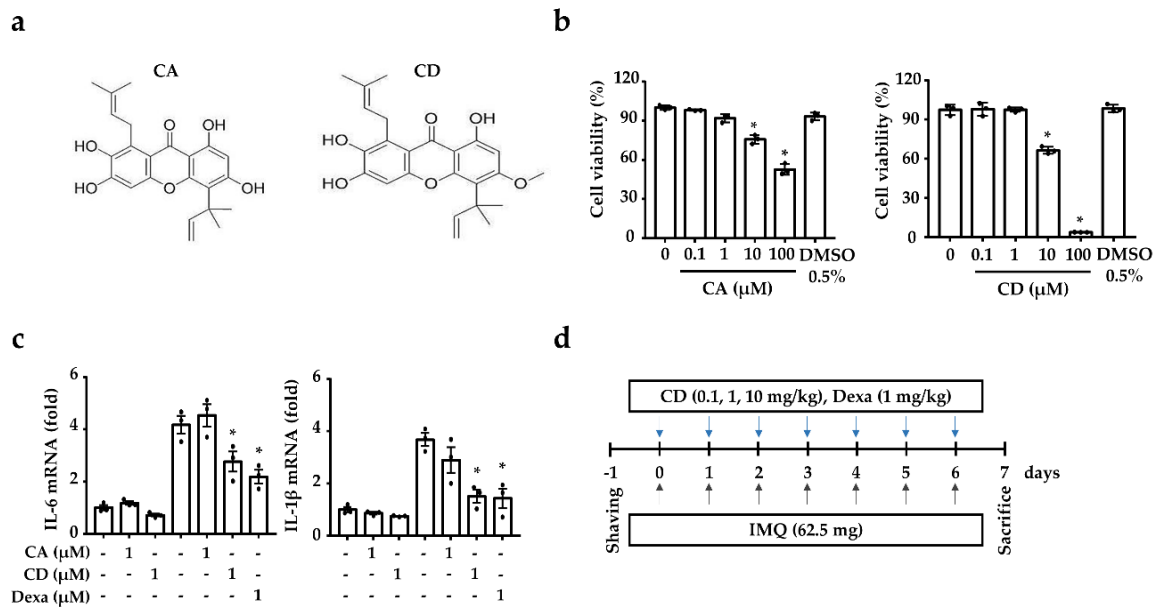 a
CA
CD
O
OH
HO
HO
O
OH
O
OH
HO
HO
O
O
b
Cell viability (%)
120
90
60
30
0
*
*
0 0.1 1 10 100 DMSO
CA (μM) 0.5%
Cell viability (%)
120
90
60
30
0
*
*
0 0.1 1 10 100 DMSO
CD (μM) 0.5%
c
IL-6 mRNA (fold)
6
4
2
0
*
*
IL-1β mRNA (fold)
6
4
2
0
*
*
CA (μM) - 1 - - 1 - - - 1 - - 1 - -
CD (μM) - - 1 - - 1 - - - 1 - - 1 -
Dexa (μM) - - - - - - 1 - - - - - - 1
d
CD (0.1, 1, 10 mg/kg), Dexa (1 mg/kg)
-1 0 1 2 3 4 5 6 7 days
Shaving
Sacrifice
IMQ (62.5 mg)